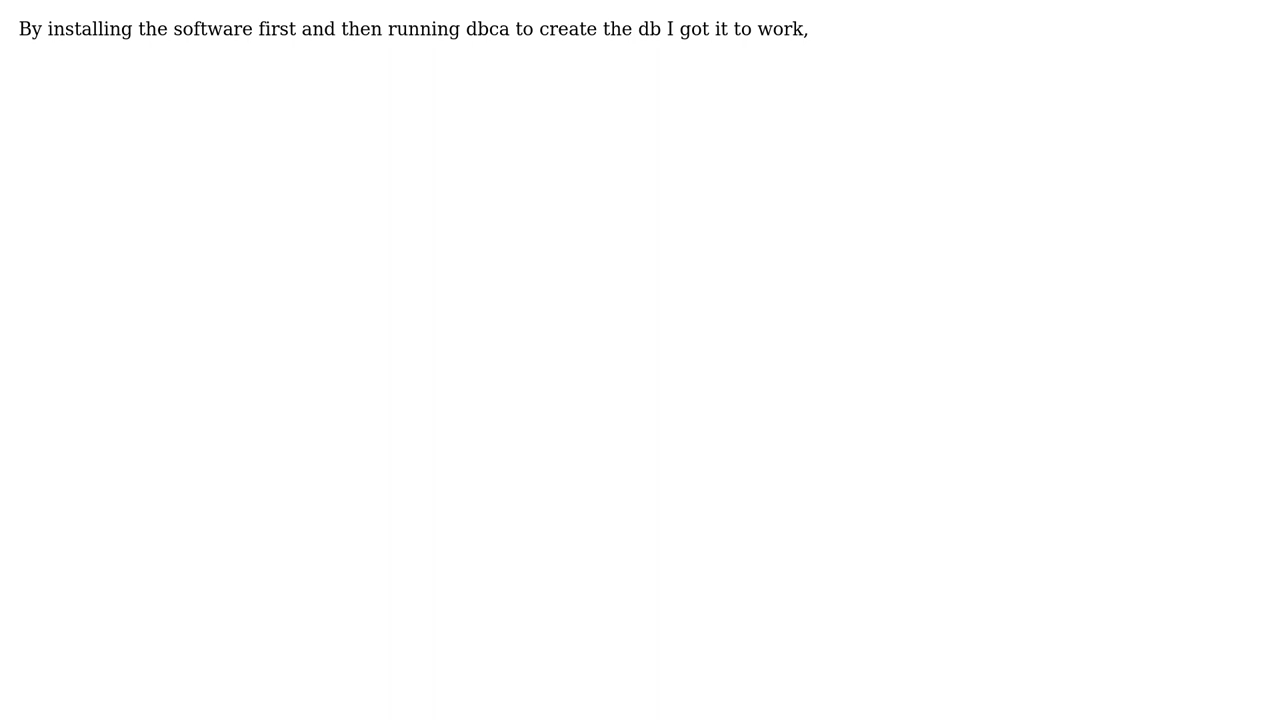 By installing the software first and then running dbca to create the db I got it to work,